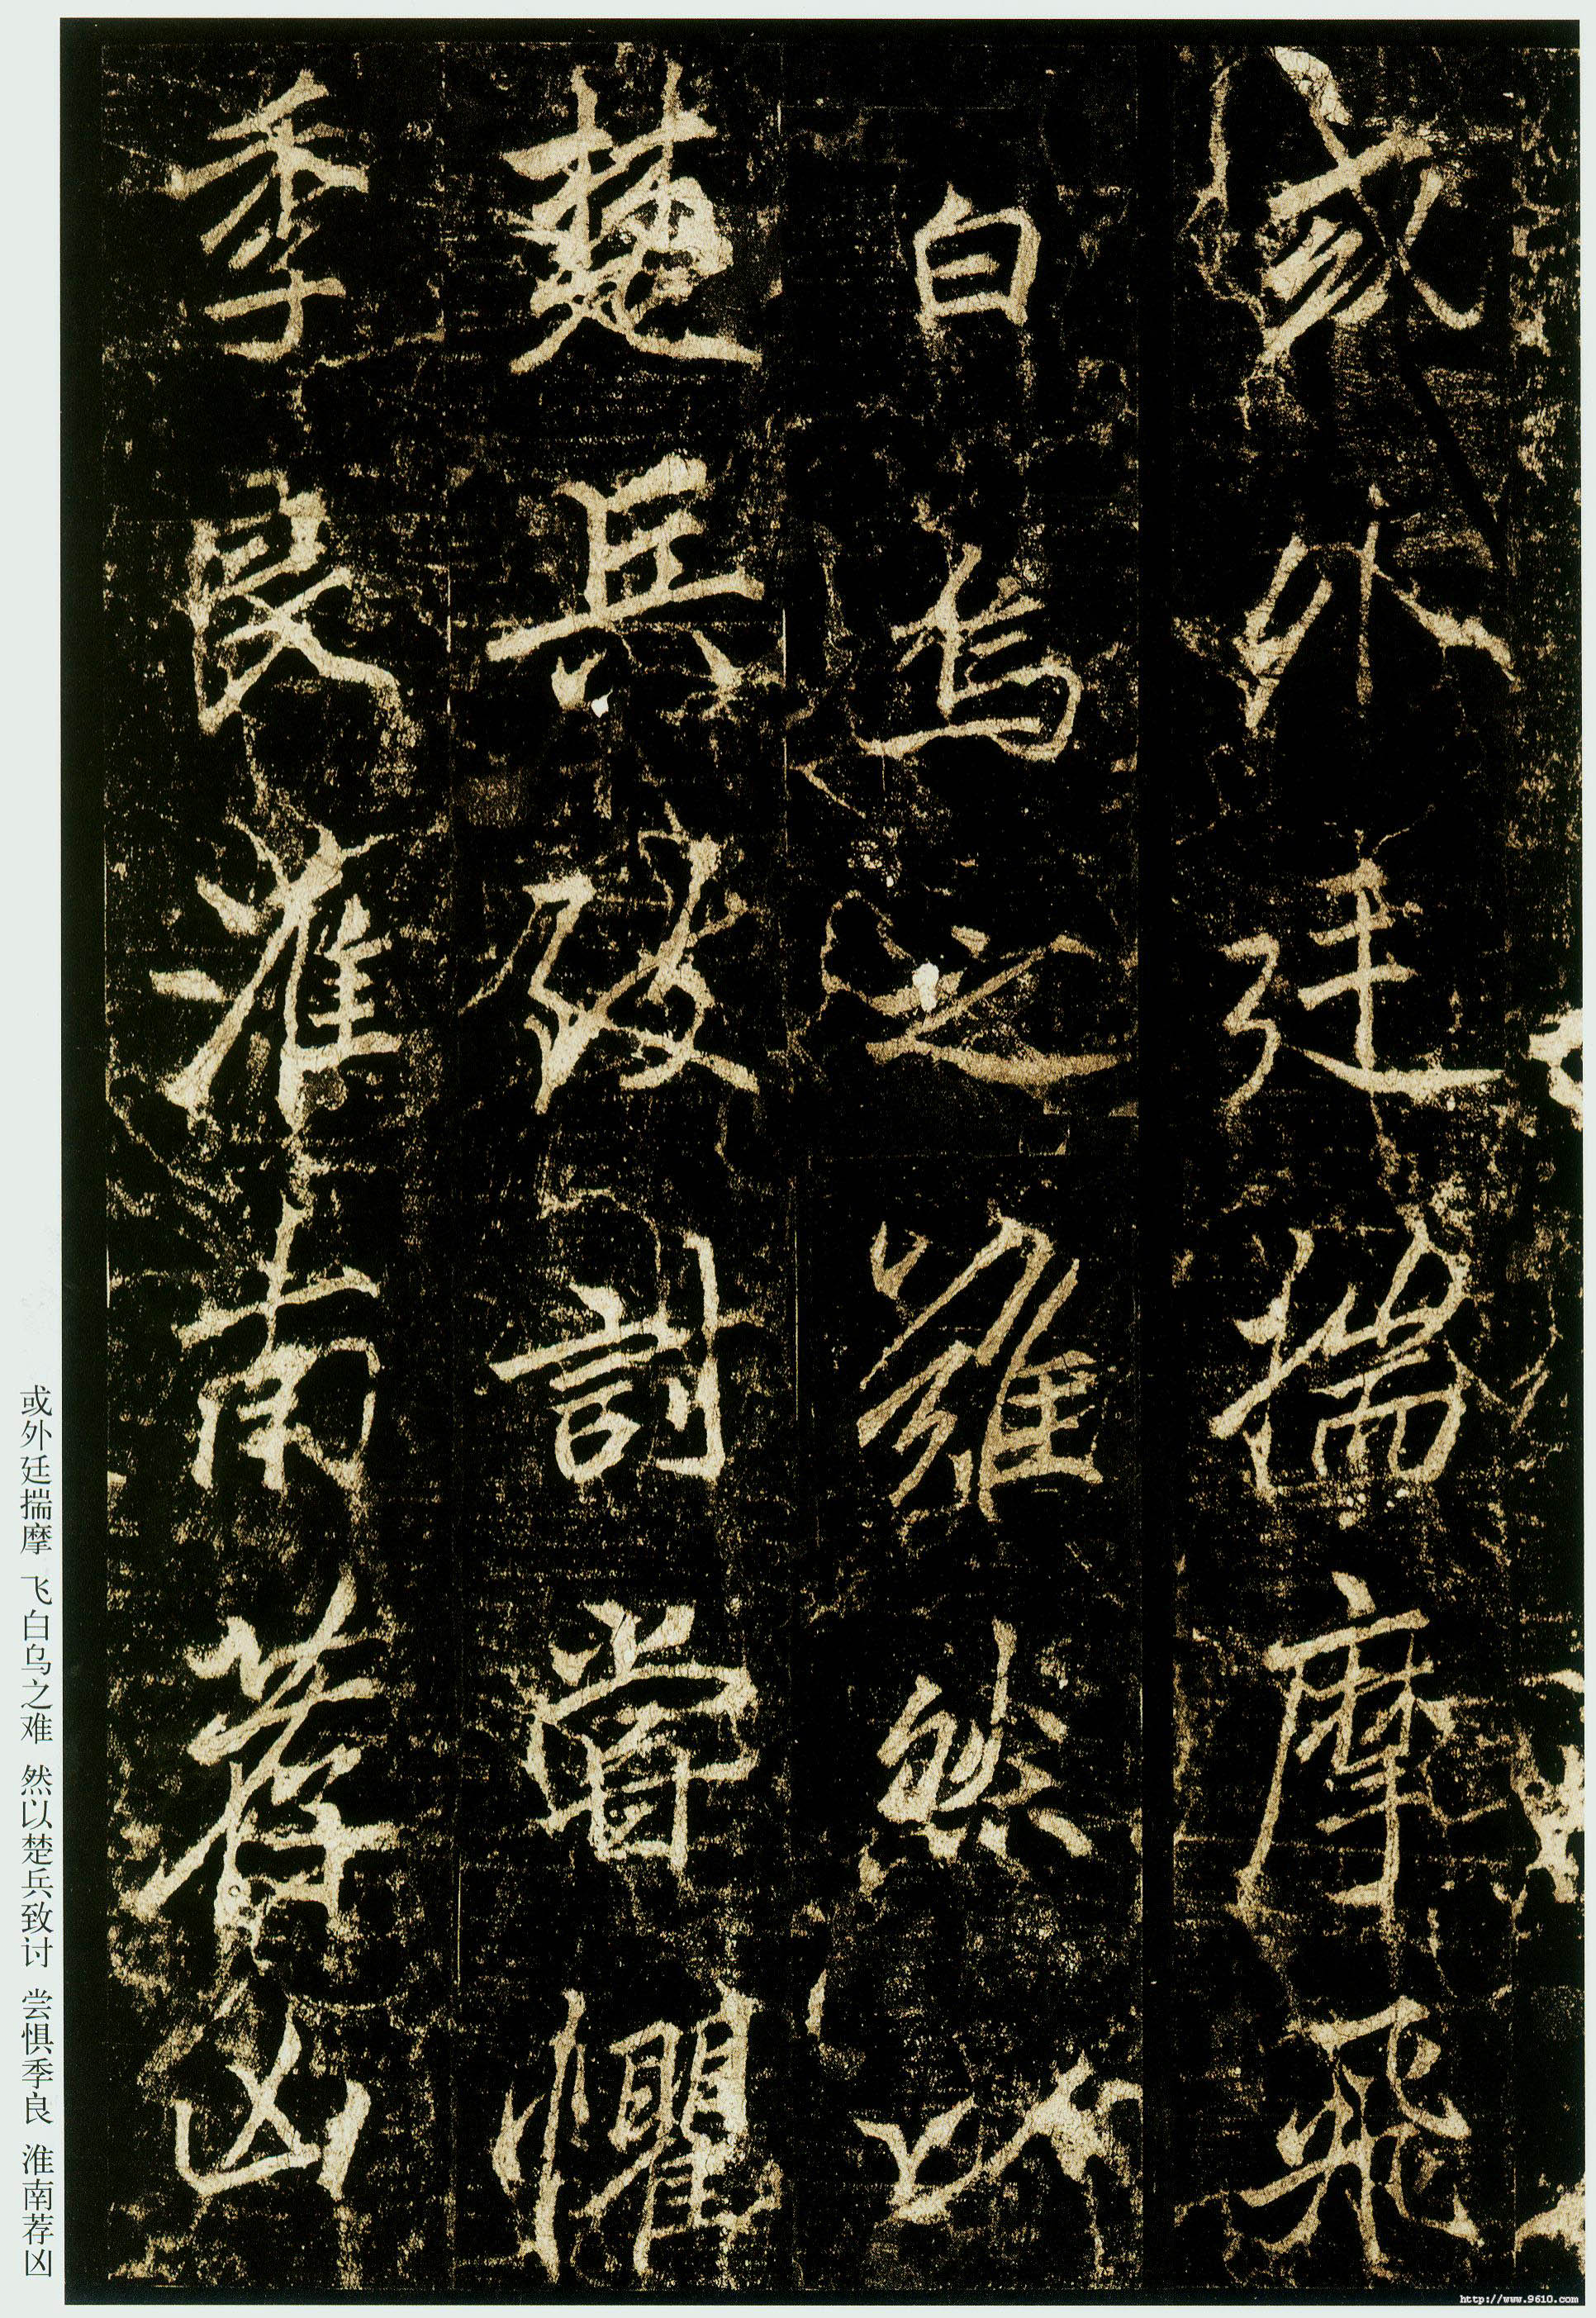 或外廷揣摩飛
白烏之難然以
楚兵致討嘗懼
季良淮南荐凶
或外廷揣摩 飞白乌之难 然以楚兵致讨 尝惧季良 淮南荐凶
http://www.9610.com